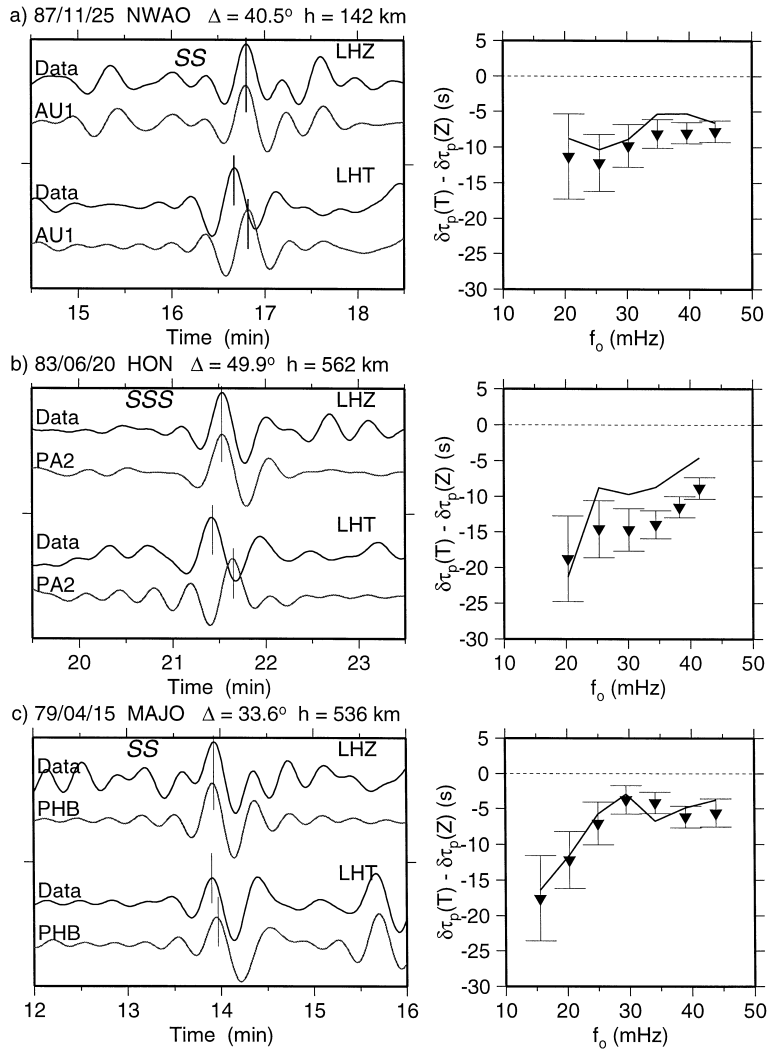 a) 87/11/25 NWAO Δ = 40.5º h = 142 km
SS
LHZ
Data
AU1
LHT
Data
AU1
15 16 17 18
Time (min)
5
0
-5
-10
-15
-20
-25
-30
δτp(T) - δτp(Z) (s)
10 20 30 40 50
fo (mHz)
b) 83/06/20 HON Δ = 49.9º h = 562 km
SSS
LHZ
Data
PA2
LHT
Data
PA2
20 21 22 23
Time (min)
5
0
-5
-10
-15
-20
-25
-30
δτp(T) - δτp(Z) (s)
10 20 30 40 50
fo (mHz)
c) 79/04/15 MAJO Δ = 33.6º h = 536 km
SS
LHZ
Data
PHB
LHT
Data
PHB
12 13 14 15 16
Time (min)
5
0
-5
-10
-15
-20
-25
-30
δτp(T) - δτp(Z) (s)
10 20 30 40 50
fo (mHz)